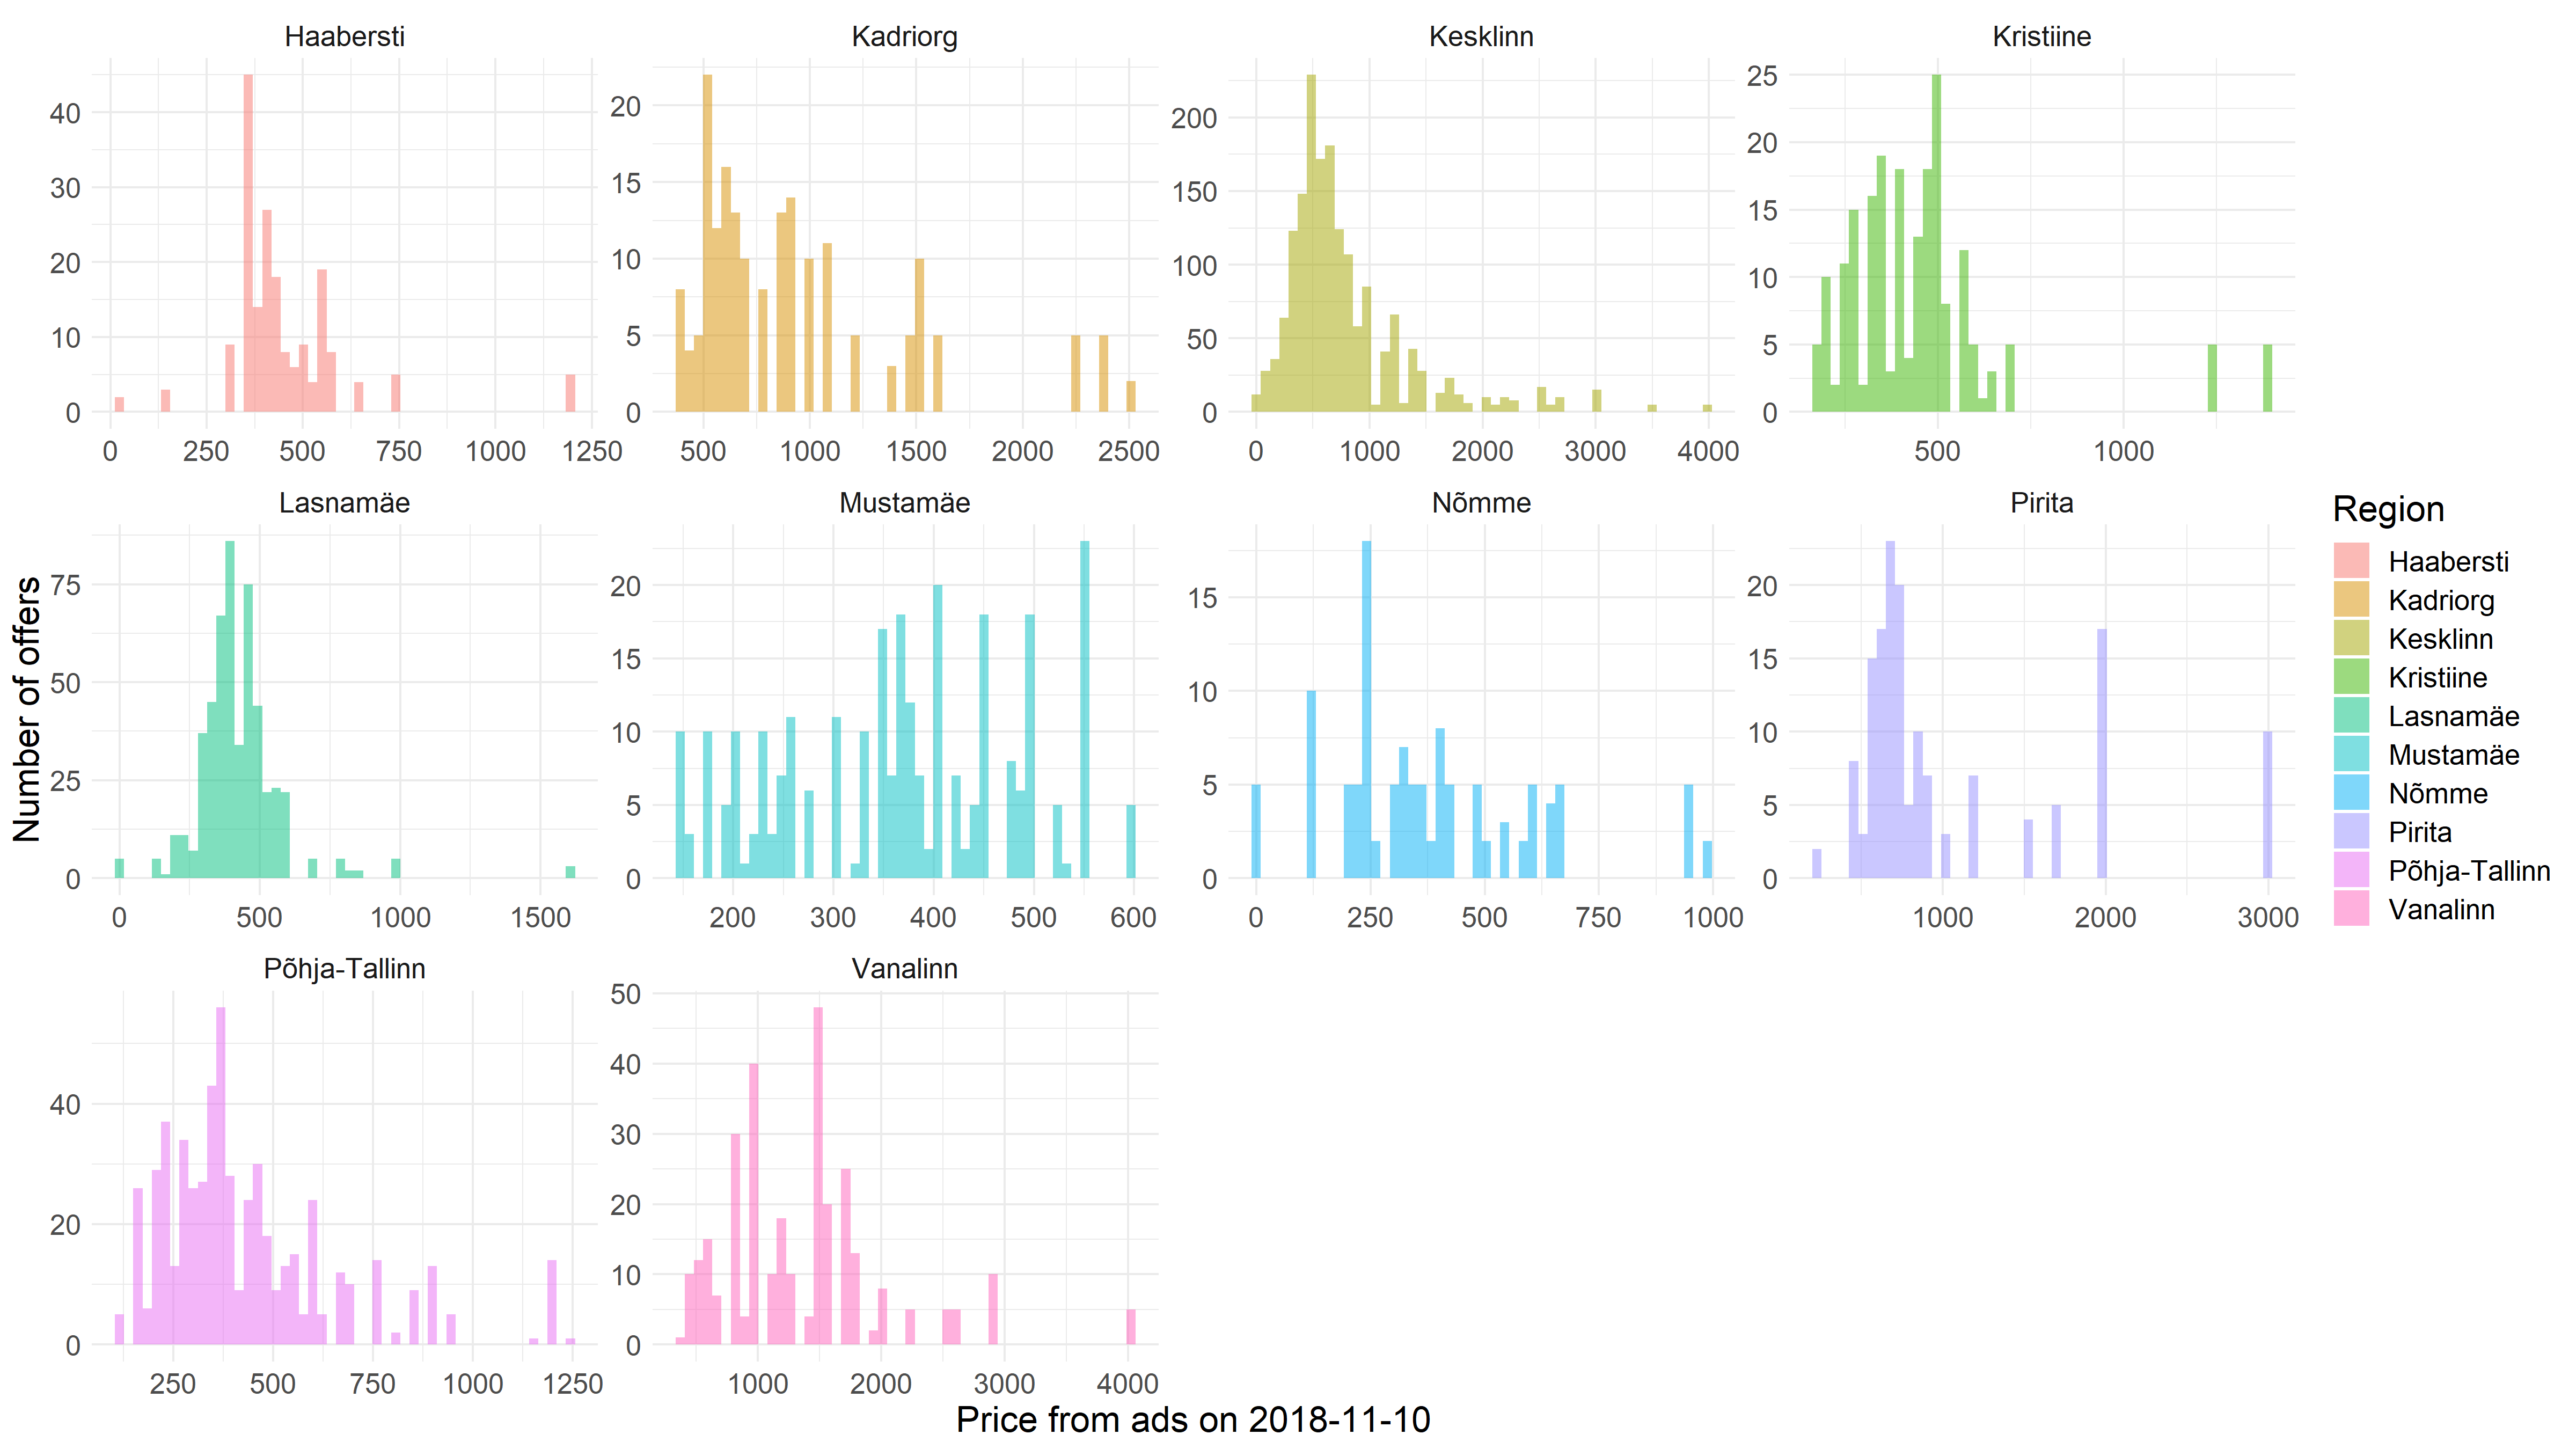 Haabersti
Kadriorg
Kesklinn
Kristiine
40
30
20
10
0
0 250 500 750 1000 1250
20
15
10
5
0
500 1000 1500 2000 2500
200
150
100
50
0
0 1000 2000 3000 4000
25
20
15
10
5
0
500 1000
Lasnamäe
Mustamäe
Nõmme
Pirita
75
50
25
0
0 500 1000 1500
20
15
10
5
0
200 300 400 500 600
15
10
5
0
0 250 500 750 1000
20
15
10
5
0
1000 2000 3000
Põhja-Tallinn
Vanalinn
40
20
0
250 500 750 1000 1250
50
40
30
20
10
0
1000 2000 3000 4000
Number of offers
Price from ads on 2018-11-10
Region
Haabersti
Kadriorg
Kesklinn
Kristiine
Lasnamäe
Mustamäe
Nõmme
Pirita
Põhja-Tallinn
Vanalinn